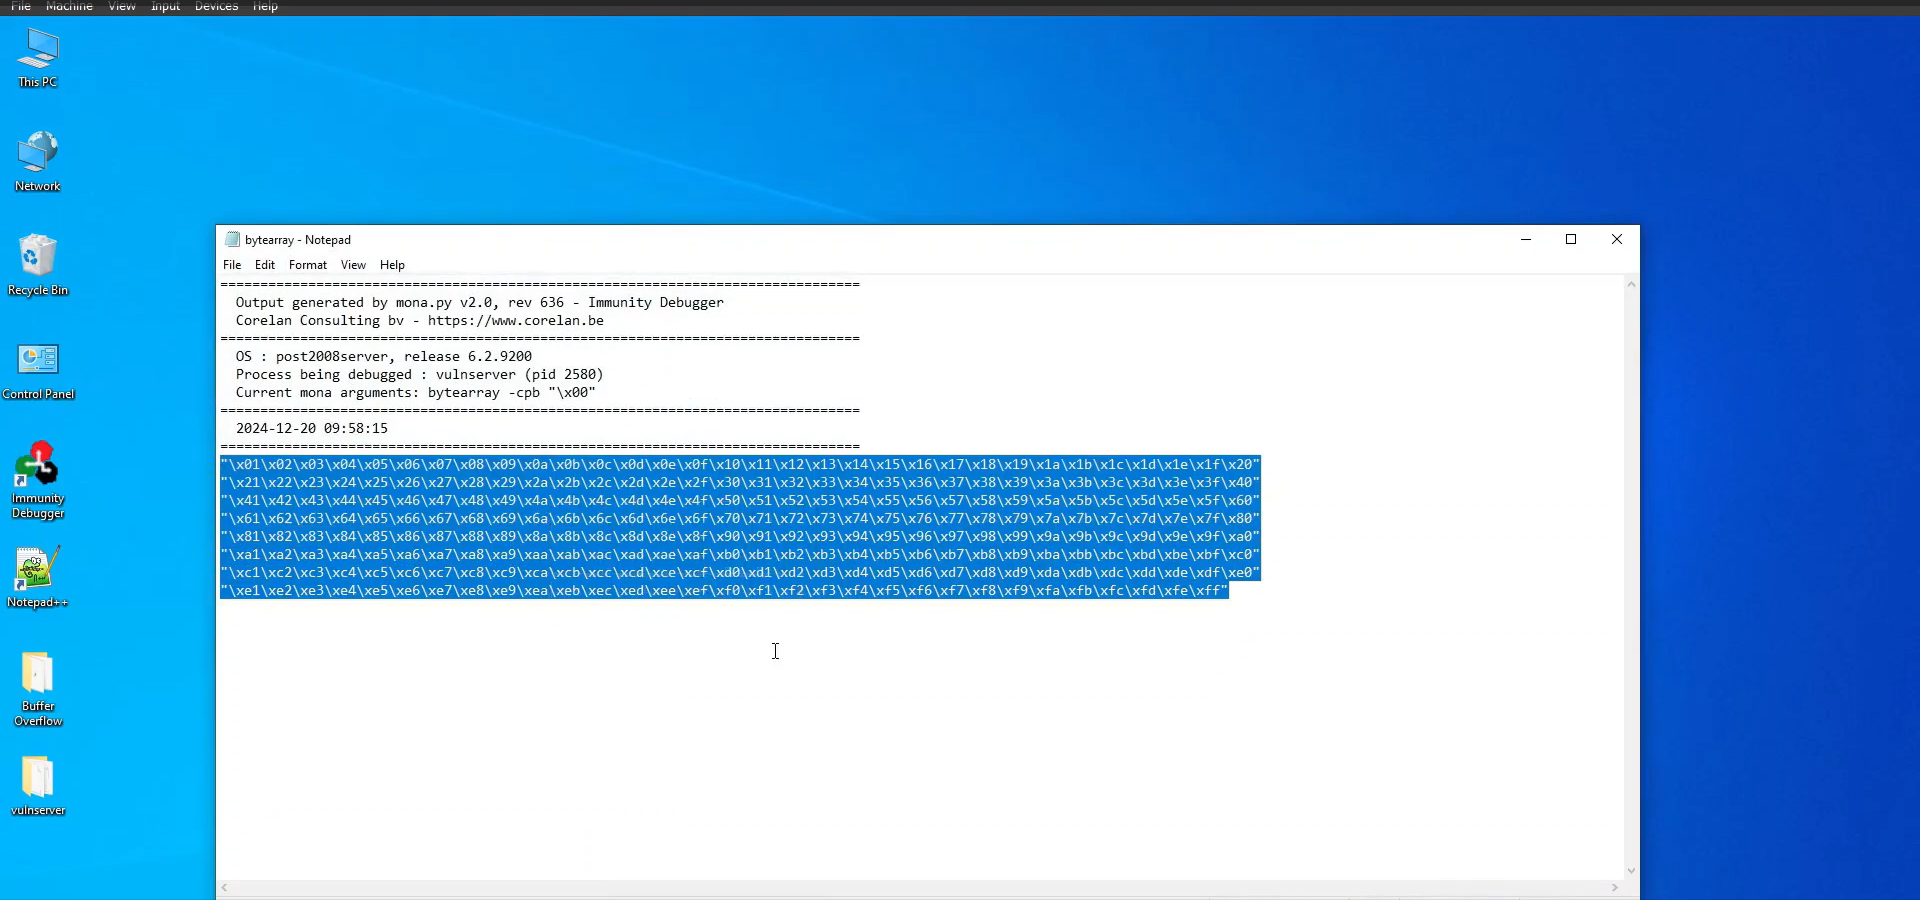 File Machine View Input Devices Help
This PC
Network
Recycle Bin
Control Panel
Immunity
Debugger
Notepad++
Buffer
Overflow
vulnserver
bytearray - Notepad
File Edit Format View Help
================================================================================
Output generated by mona.py v2.0, rev 636 - Immunity Debugger
Corelan Consulting bv - https://www.corelan.be
================================================================================
OS : post2008server, release 6.2.9200
Process being debugged : vulnserver (pid 2580)
Current mona arguments: bytearray -cpb "\x00"
================================================================================
2024-12-20 09:58:15
================================================================================
"\x01\x02\x03\x04\x05\x06\x07\x08\x09\x0a\x0b\x0c\x0d\x0e\x0f\x10\x11\x12\x13\x14\x15\x16\x17\x18\x19\x1a\x1b\x1c\x1d\x1e\x1f\x20"
"\x21\x22\x23\x24\x25\x26\x27\x28\x29\x2a\x2b\x2c\x2d\x2e\x2f\x30\x31\x32\x33\x34\x35\x36\x37\x38\x39\x3a\x3b\x3c\x3d\x3e\x3f\x40"
"\x41\x42\x43\x44\x45\x46\x47\x48\x49\x4a\x4b\x4c\x4d\x4e\x4f\x50\x51\x52\x53\x54\x55\x56\x57\x58\x59\x5a\x5b\x5c\x5d\x5e\x5f\x60"
"\x61\x62\x63\x64\x65\x66\x67\x68\x69\x6a\x6b\x6c\x6d\x6e\x6f\x70\x71\x72\x73\x74\x75\x76\x77\x78\x79\x7a\x7b\x7c\x7d\x7e\x7f\x80"
"\x81\x82\x83\x84\x85\x86\x87\x88\x89\x8a\x8b\x8c\x8d\x8e\x8f\x90\x91\x92\x93\x94\x95\x96\x97\x98\x99\x9a\x9b\x9c\x9d\x9e\x9f\xa0"
"\xa1\xa2\xa3\xa4\xa5\xa6\xa7\xa8\xa9\xaa\xab\xac\xad\xae\xaf\xb0\xb1\xb2\xb3\xb4\xb5\xb6\xb7\xb8\xb9\xba\xbb\xbc\xbd\xbe\xbf\xc0"
"\xc1\xc2\xc3\xc4\xc5\xc6\xc7\xc8\xc9\xca\xcb\xcc\xcd\xce\xcf\xd0\xd1\xd2\xd3\xd4\xd5\xd6\xd7\xd8\xd9\xda\xdb\xdc\xdd\xde\xdf\xe0"
"\xe1\xe2\xe3\xe4\xe5\xe6\xe7\xe8\xe9\xea\xeb\xec\xed\xee\xef\xf0\xf1\xf2\xf3\xf4\xf5\xf6\xf7\xf8\xf9\xfa\xfb\xfc\xfd\xfe\xff"